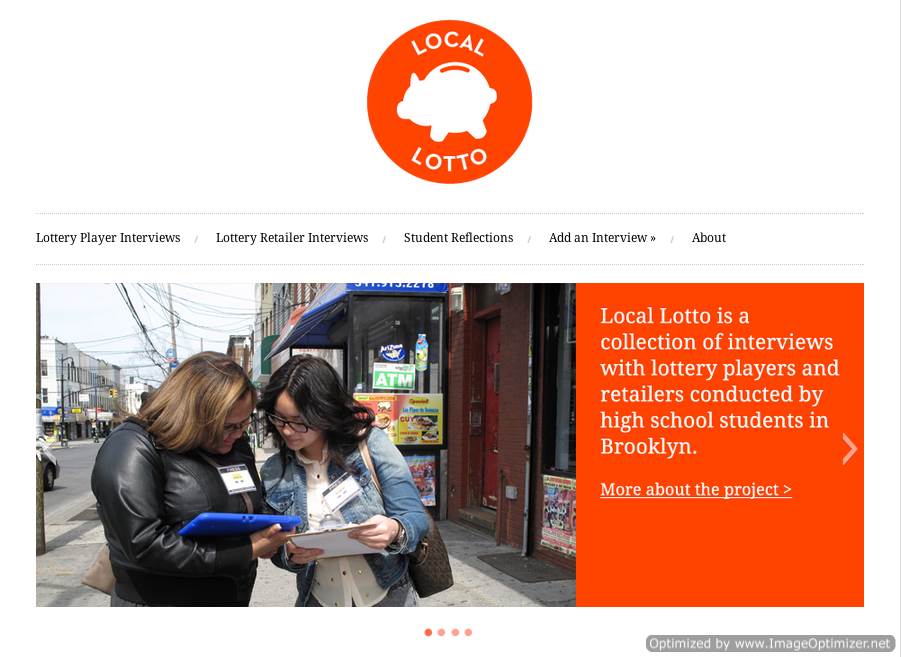 LOCAL
LOTTO
Lottery Player Interviews / Lottery Retailer Interviews / Student Reflections / Add an Interview » / About
Arizona
ATM
PRESS
Local Lotto is a
collection of interviews
with lottery players and
retailers conducted by
high school students in
Brooklyn.
More about the project >
Optimized by www.ImageOptimizer.net